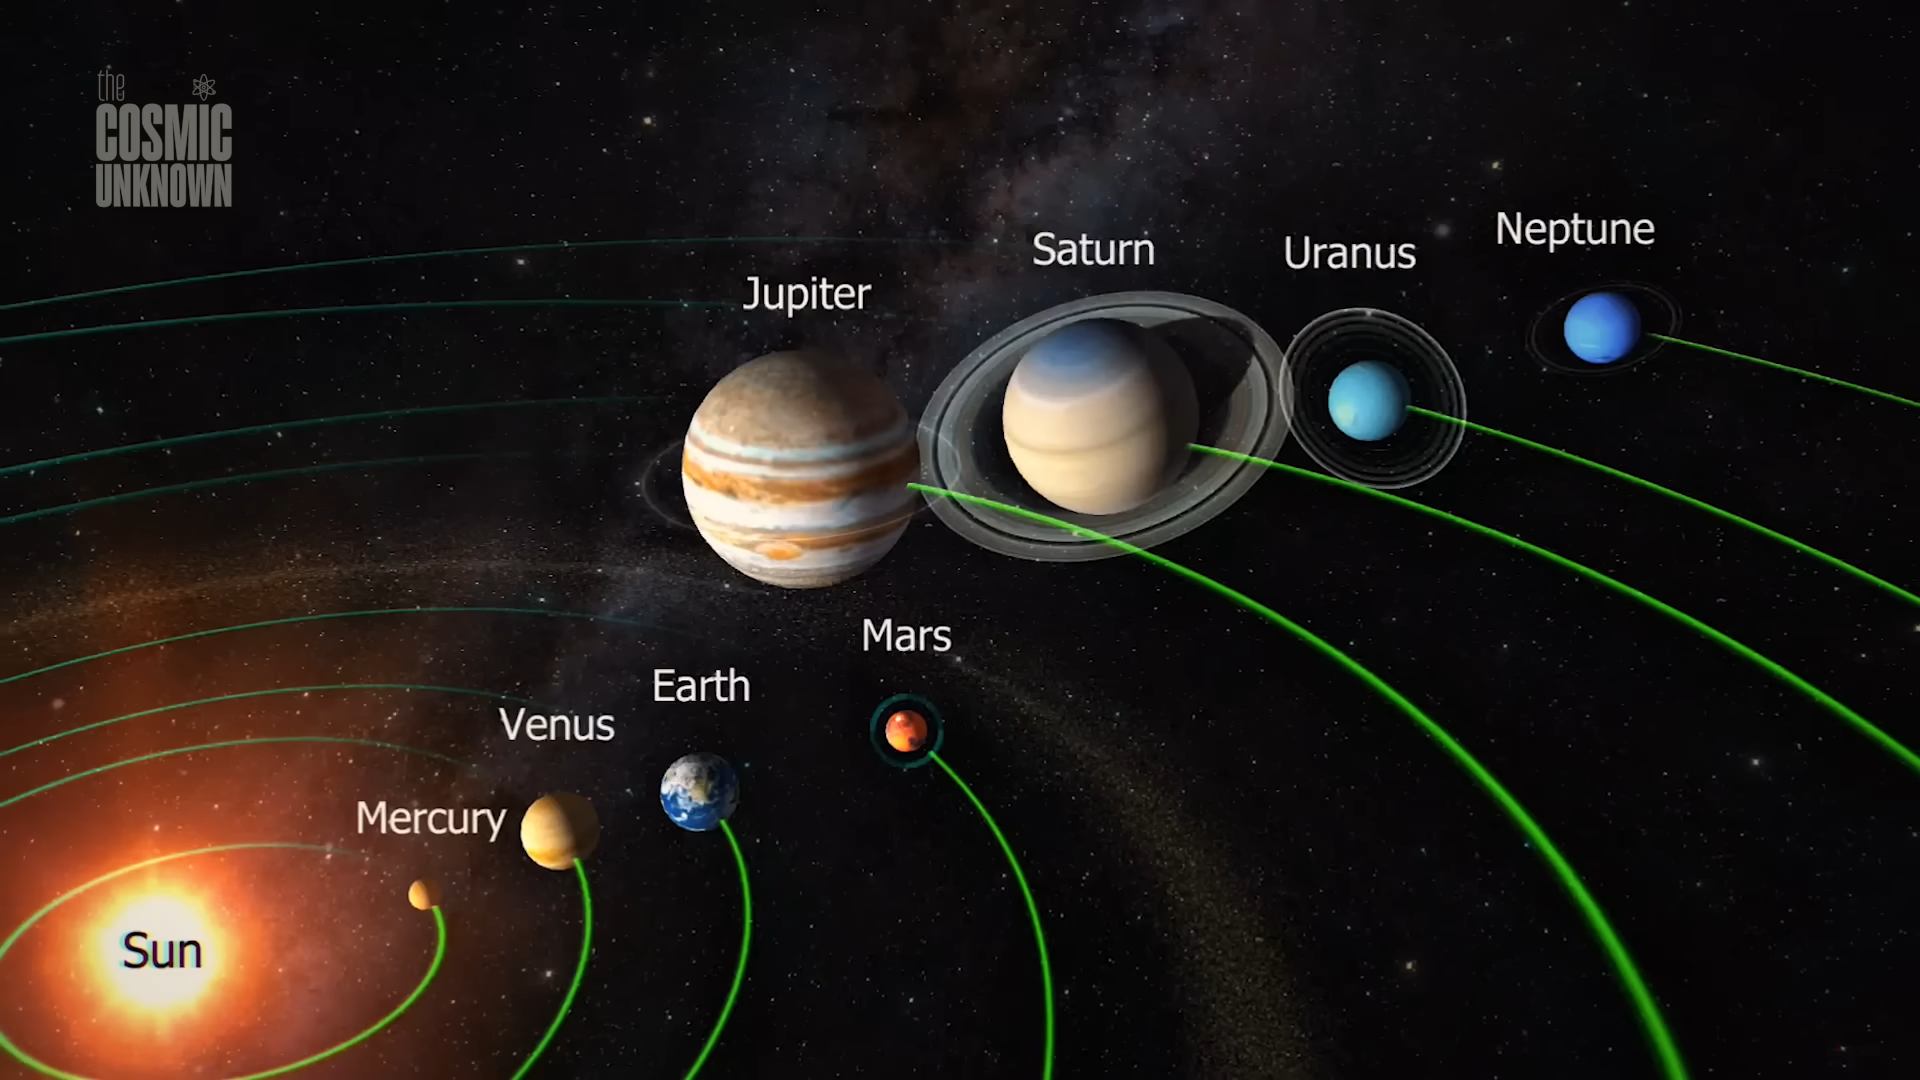 the
COSMIC
UNKNOWN
Neptune
Saturn
Uranus
Jupiter
Mars
Earth
Venus
Mercury
Sun